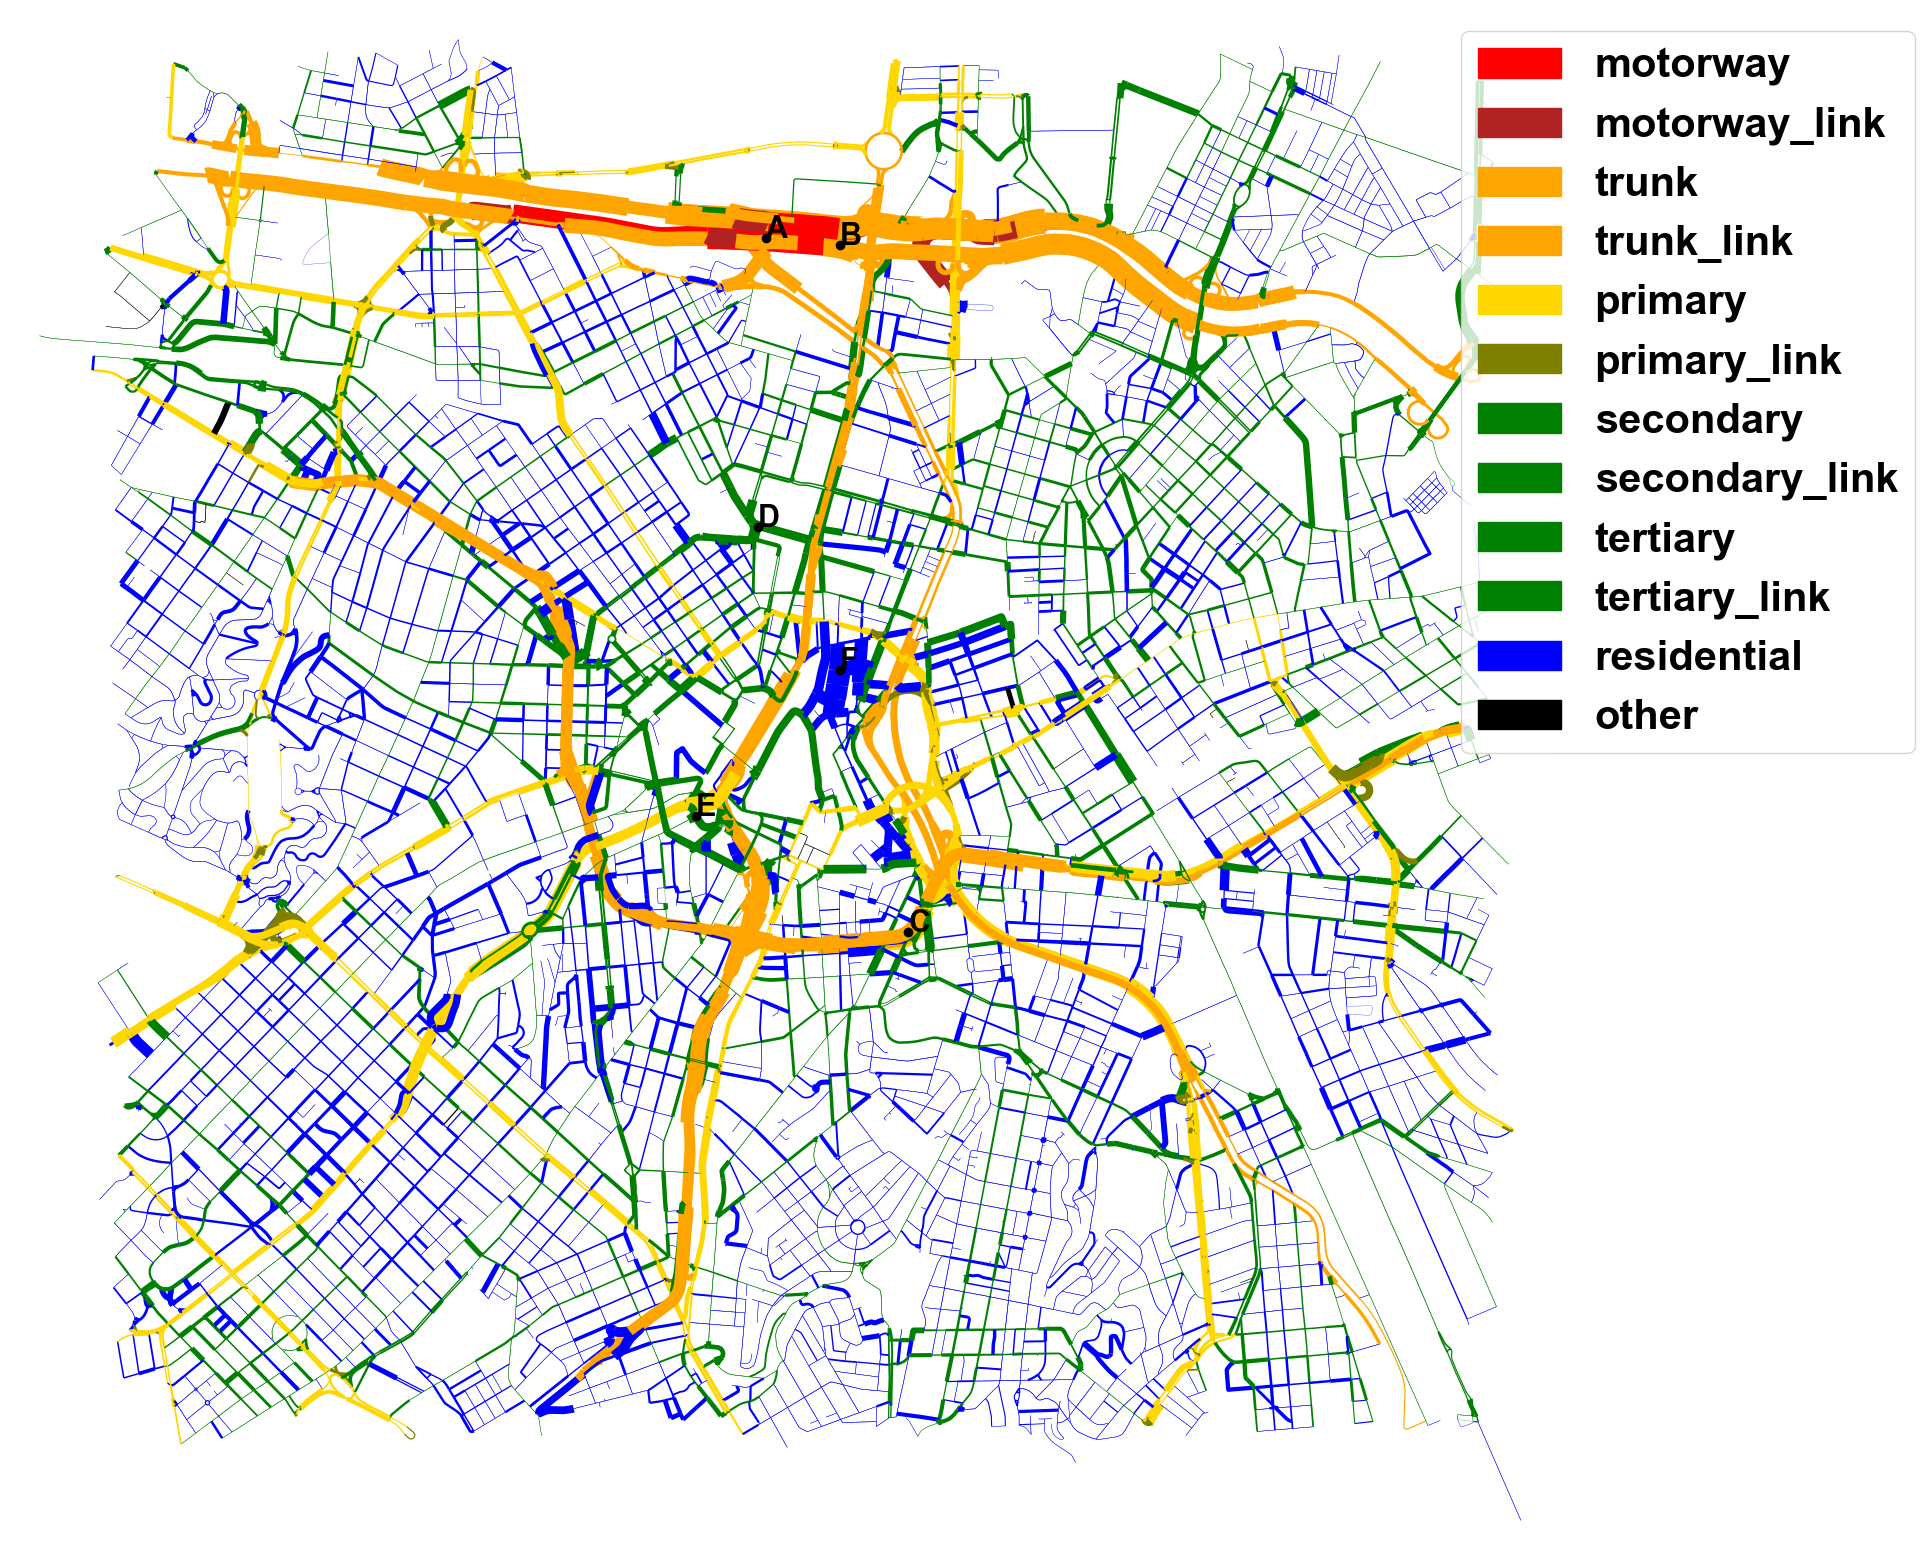 motorway
motorway_link
trunk
trunk_link
primary
primary_link
secondary
secondary_link
tertiary
tertiary_link
residential
other
A
B
D
F
E
C